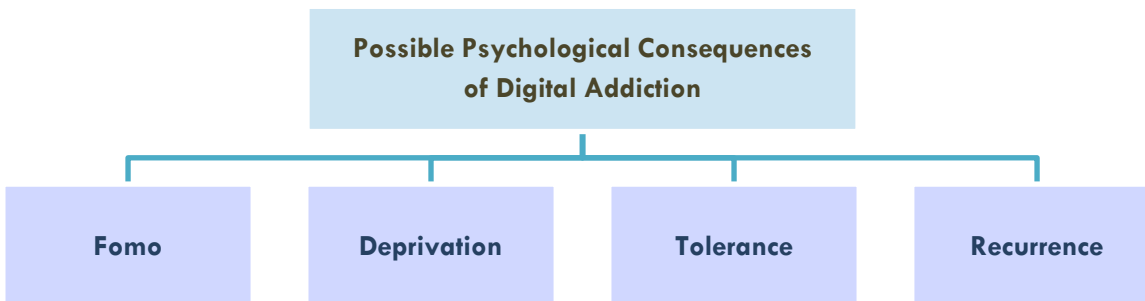 Possible Psychological Consequences
of Digital Addiction
Fomo
Deprivation
Tolerance
Recurrence